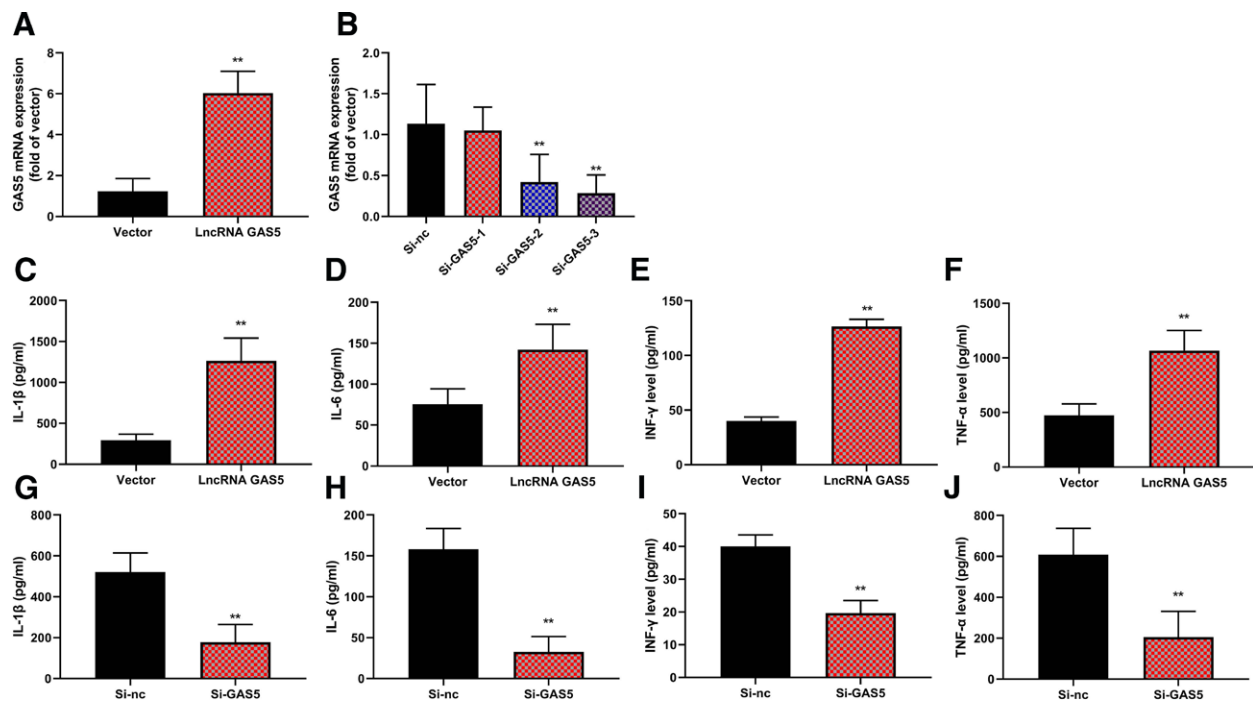 A
GAS5 mRNA expression
(fold of vector)
8
6
4
2
0
**
Vector
LncRNA GAS5
B
GAS5 mRNA expression
(fold of vector)
2.0
1.5
1.0
0.5
0.0
**
**
Si-nc
Si-GAS5-1
Si-GAS5-2
Si-GAS5-3
C
IL-1β (pg/ml)
2000
1500
1000
500
0
**
Vector
LncRNA GAS5
D
IL-6 (pg/ml)
200
150
100
50
0
**
Vector
LncRNA GAS5
E
INF-γ level (pg/ml)
150
100
50
0
**
Vector
LncRNA GAS5
F
TNF-α level (pg/ml)
1500
1000
500
0
**
Vector
LncRNA GAS5
G
IL-1β (pg/ml)
800
600
400
200
0
**
Si-nc
Si-GAS5
H
IL-6 (pg/ml)
200
150
100
50
0
**
Si-nc
Si-GAS5
I
INF-γ level (pg/ml)
50
40
30
20
10
0
**
Si-nc
Si-GAS5
J
TNF-α level (pg/ml)
800
600
400
200
0
**
Si-nc
Si-GAS5